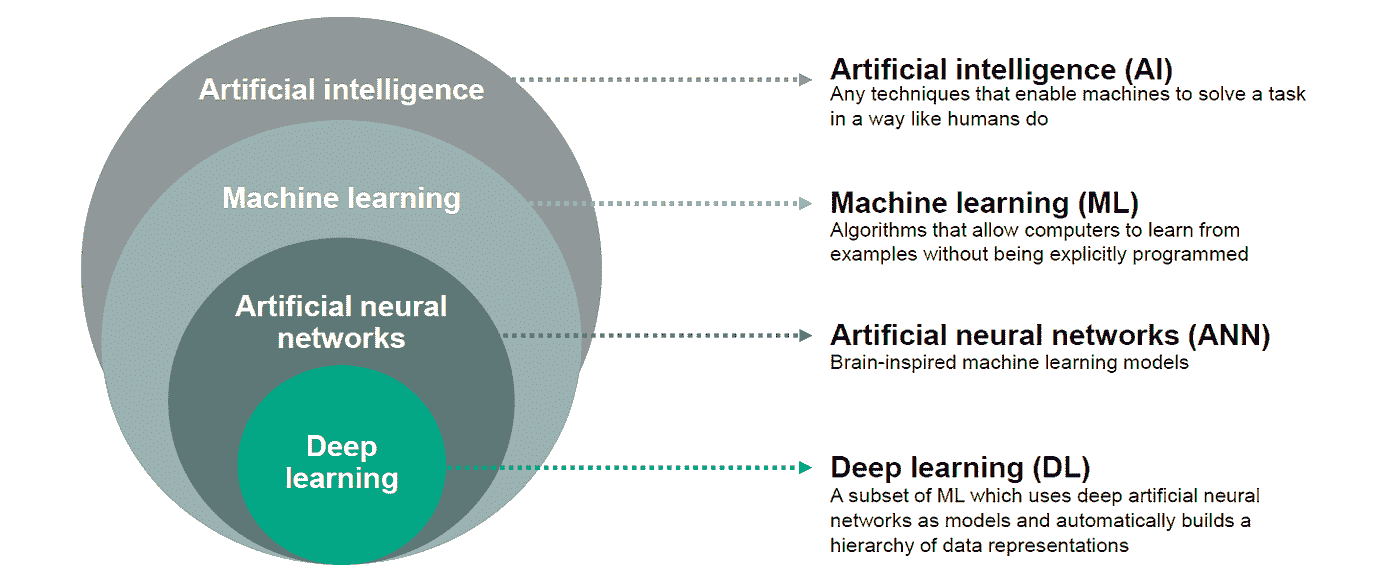 Artificial intelligence
Machine learning
Artificial neural
networks
Deep
learning
Artificial intelligence (AI)
Any techniques that enable machines to solve a task
in a way like humans do
Machine learning (ML)
Algorithms that allow computers to learn from
examples without being explicitly programmed
Artificial neural networks (ANN)
Brain-inspired machine learning models
Deep learning (DL)
A subset of ML which uses deep artificial neural
networks as models and automatically builds a
hierarchy of data representations